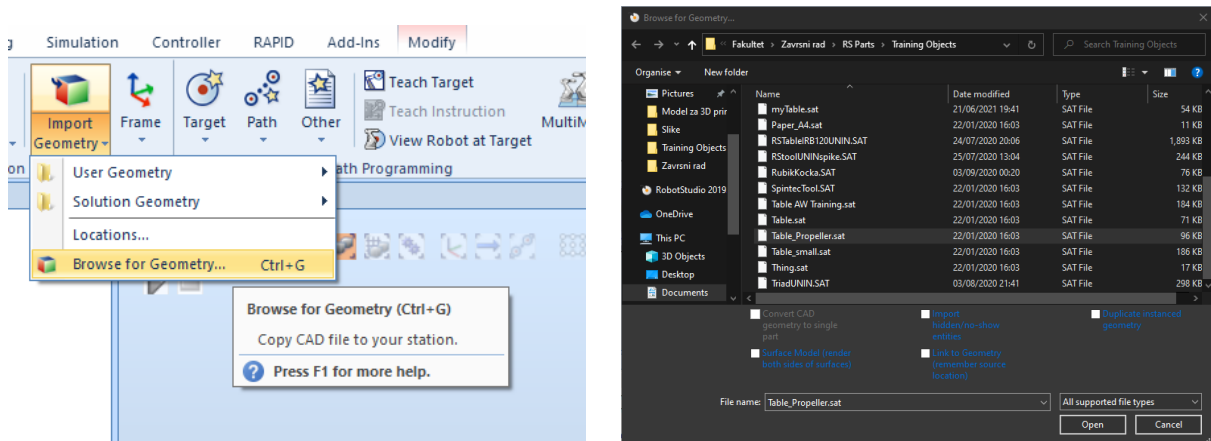 Simulation Controller RAPID Add-Ins Modify
Import Geometry
Frame
Target
Path
Other
Teach Target
Teach Instruction
View Robot at Target
MultiM
on
ath Programming
User Geometry
Solution Geometry
Locations...
Browse for Geometry... Ctrl+G
Browse for Geometry (Ctrl+G)
Copy CAD file to your station.
Press F1 for more help.
Browse for Geometry...
« Fakultet > Zavrsni rad > RS Parts > Training Objects
Search Training Objects
Organise New folder
Pictures
Model za 3D prir
Slike
Training Objects
Zavrsni rad
RobotStudio 2019
OneDrive
This PC
3D Objects
Desktop
Documents
Name Date modified Type Size
myTable.sat 21/06/2021 19:41 SAT File 54 KB
Paper_A4.sat 22/01/2020 16:03 SAT File 11 KB
RSTableIRB120UNIN.SAT 24/07/2020 20:06 SAT File 1,893 KB
RStoolUNINspike.SAT 25/07/2020 13:04 SAT File 244 KB
RubikKocka.SAT 03/09/2020 00:20 SAT File 76 KB
SpintecTool.SAT 22/01/2020 16:03 SAT File 132 KB
Table AW Training.sat 22/01/2020 16:03 SAT File 184 KB
Table.sat 22/01/2020 16:03 SAT File 71 KB
Table_Propeller.sat 22/01/2020 16:03 SAT File 96 KB
Table_small.sat 22/01/2020 16:03 SAT File 186 KB
Thing.sat 22/01/2020 16:03 SAT File 17 KB
TriadUNIN.SAT 03/08/2020 21:41 SAT File 298 KB
Convert CAD
geometry to single
part
Import
hidden/no-show
entities
Duplicate instanced
geometry
Surface Model (render
both sides of surfaces)
Link to Geometry
(remember source
location)
File name: Table_Propeller.sat
All supported file types
Open Cancel